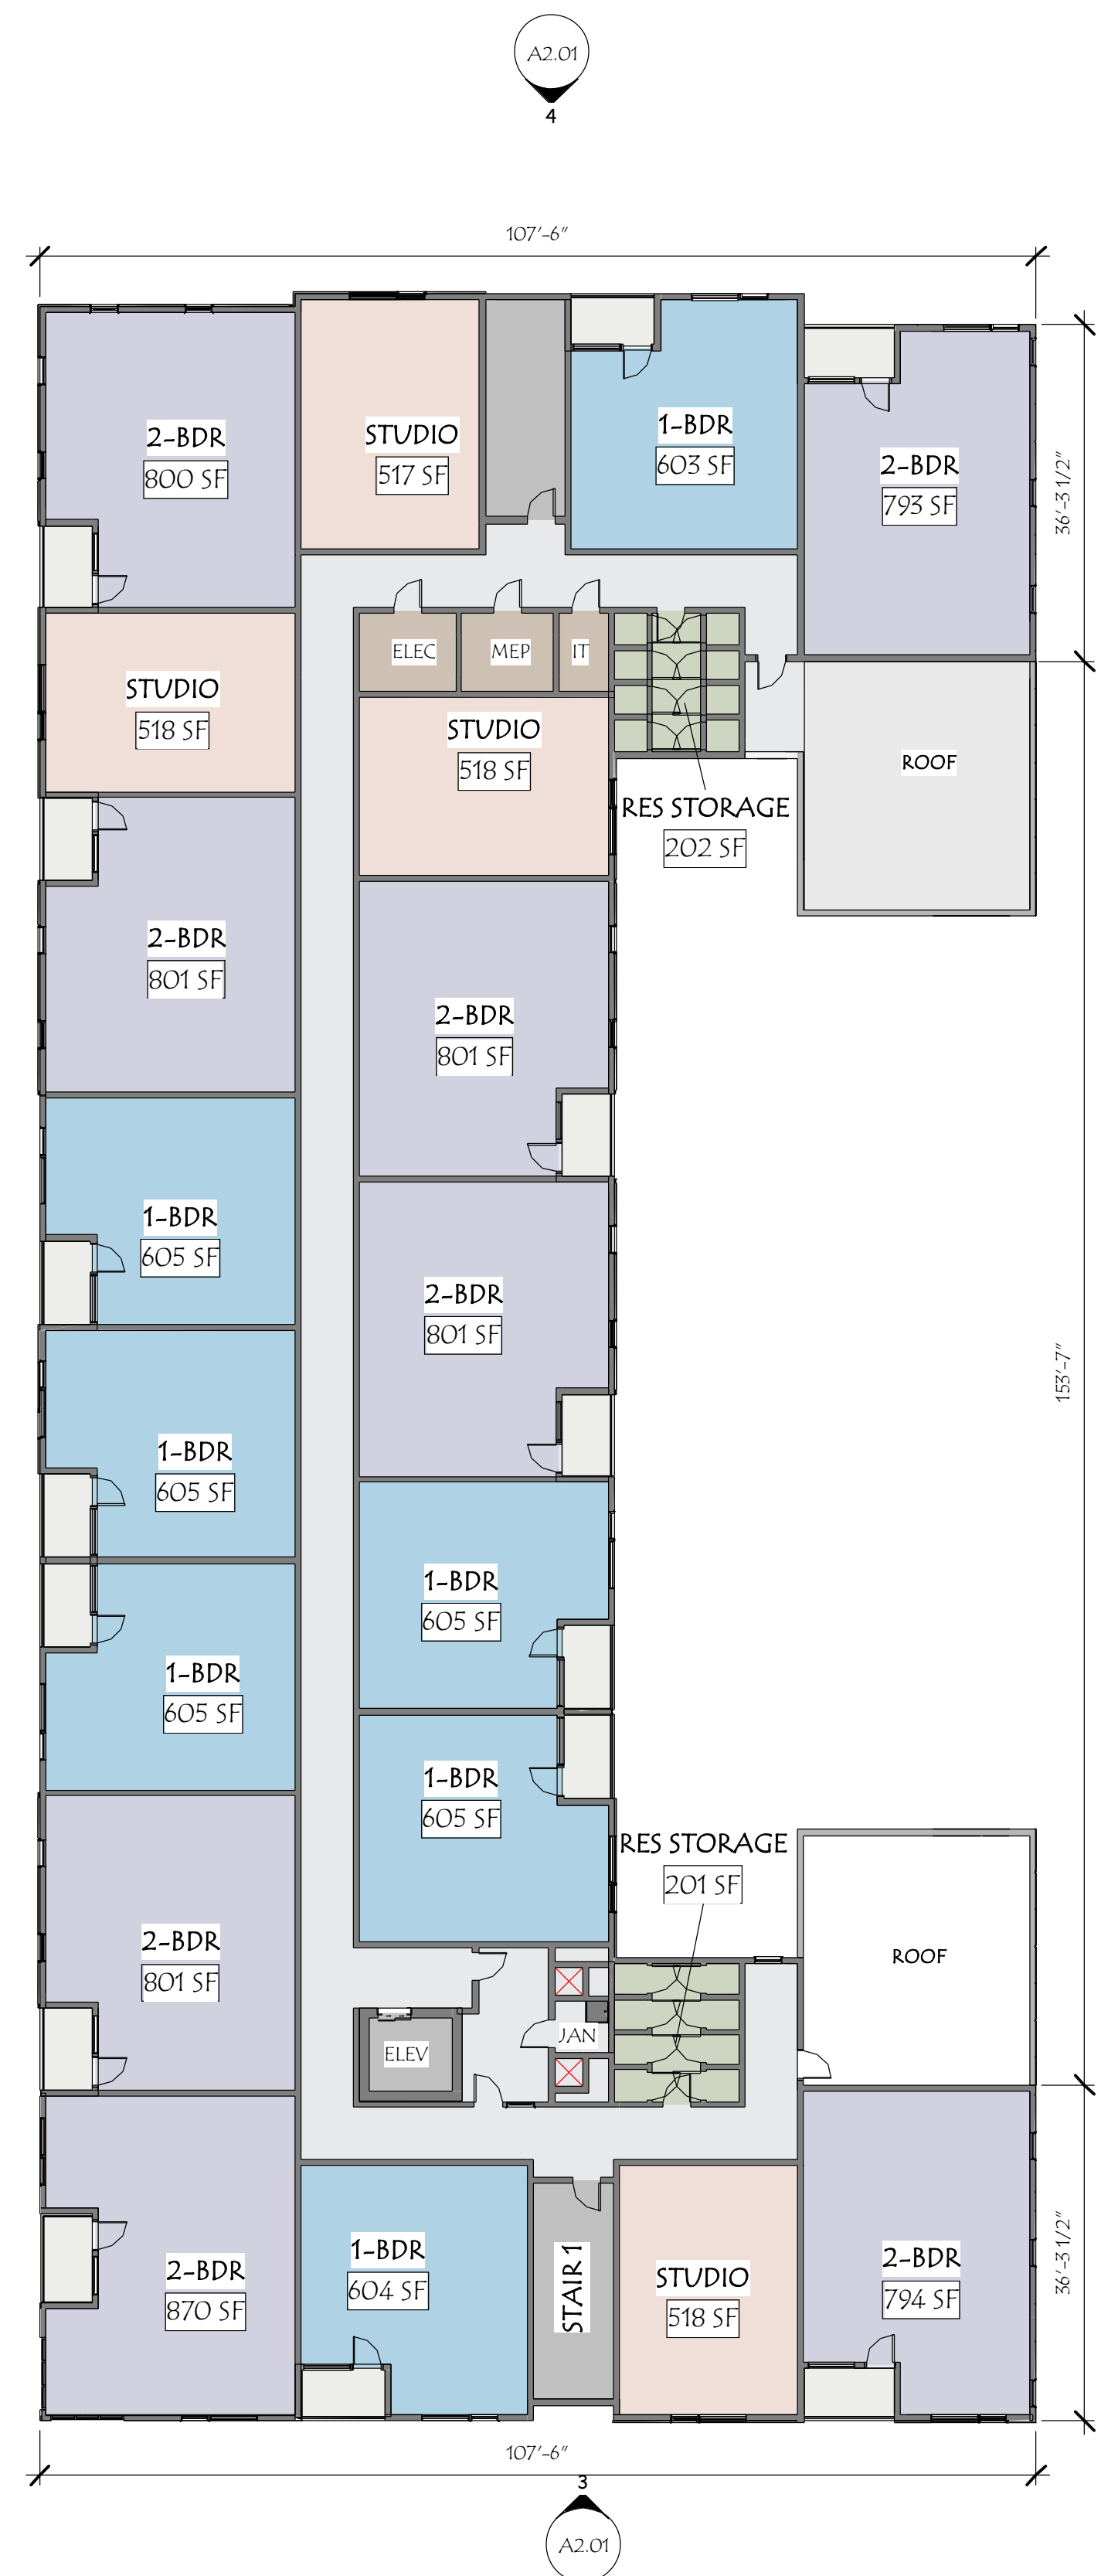 A2.01
4
107'-6"
2-BDR
800 SF
STUDIO
517 SF
1-BDR
603 SF
2-BDR
793 SF
36'-3 1/2"
ELEC
MEP
IT
STUDIO
518 SF
STUDIO
518 SF
ROOF
RES STORAGE
202 SF
2-BDR
801 SF
2-BDR
801 SF
1-BDR
605 SF
2-BDR
801 SF
153'-7"
1-BDR
605 SF
1-BDR
605 SF
1-BDR
605 SF
1-BDR
605 SF
RES STORAGE
201 SF
2-BDR
801 SF
ROOF
JAN
ELEV
2-BDR
870 SF
1-BDR
604 SF
STAIR 1
STUDIO
518 SF
2-BDR
794 SF
36'-3 1/2"
107'-6"
3
A2.01